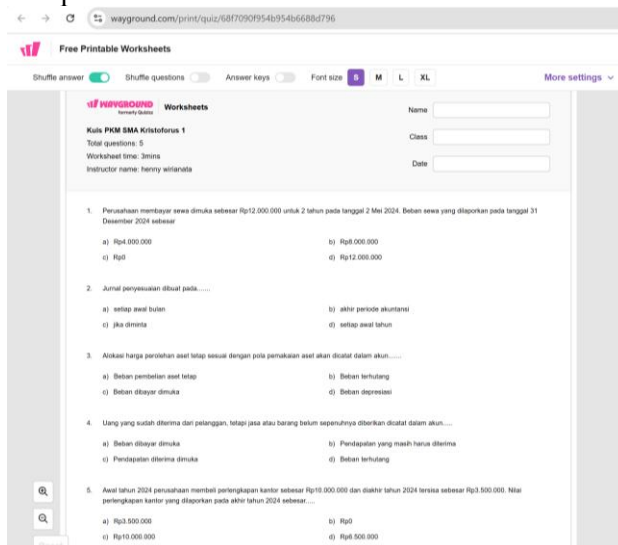 wayground.com/print/quiz/68f7090f954b954b6688d796
Free Printable Worksheets
Shuffle answer Shuffle questions Answer keys Font size S M L XL More settings
WAYGROUND Worksheets
formerly Quizizz
Name
Kuis PKM SMA Kristoforus 1
Class
Total questions: 5
Worksheet time: 3mins
Date
Instructor name: henny wirianata
1. Perusahaan membayar sewa dimuka sebesar Rp12.000.000 untuk 2 tahun pada tanggal 2 Mei 2024. Beban sewa yang dilaporkan pada tanggal 31
Desember 2024 sebesar
a) Rp4.000.000 b) Rp8.000.000
c) Rp0 d) Rp12.000.000
2. Jurnal penyesuaian dibuat pada.......
a) setiap awal bulan b) akhir periode akuntansi
c) jika diminta d) setiap awal tahun
3. Alokasi harga perolehan aset tetap sesuai dengan pola pemakaian aset akan dicatat dalam akun......
a) Beban pembelian aset tetap b) Beban terhutang
c) Beban dibayar dimuka d) Beban depresiasi
4. Uang yang sudah diterima dari pelanggan, tetapi jasa atau barang belum sepenuhnya diberikan dicatat dalam akun.....
a) Beban dibayar dimuka b) Pendapatan yang masih harus diterima
c) Pendapatan diterima dimuka d) Beban terhutang
5. Awal tahun 2024 perusahaan membeli perlengkapan kantor sebesar Rp10.000.000 dan diakhir tahun 2024 tersisa sebesar Rp3.500.000. Nilai
perlengkapan kantor yang dilaporkan pada akhir tahun 2024 sebesar....
a) Rp3.500.000 b) Rp0
c) Rp10.000.000 d) Rp6.500.000